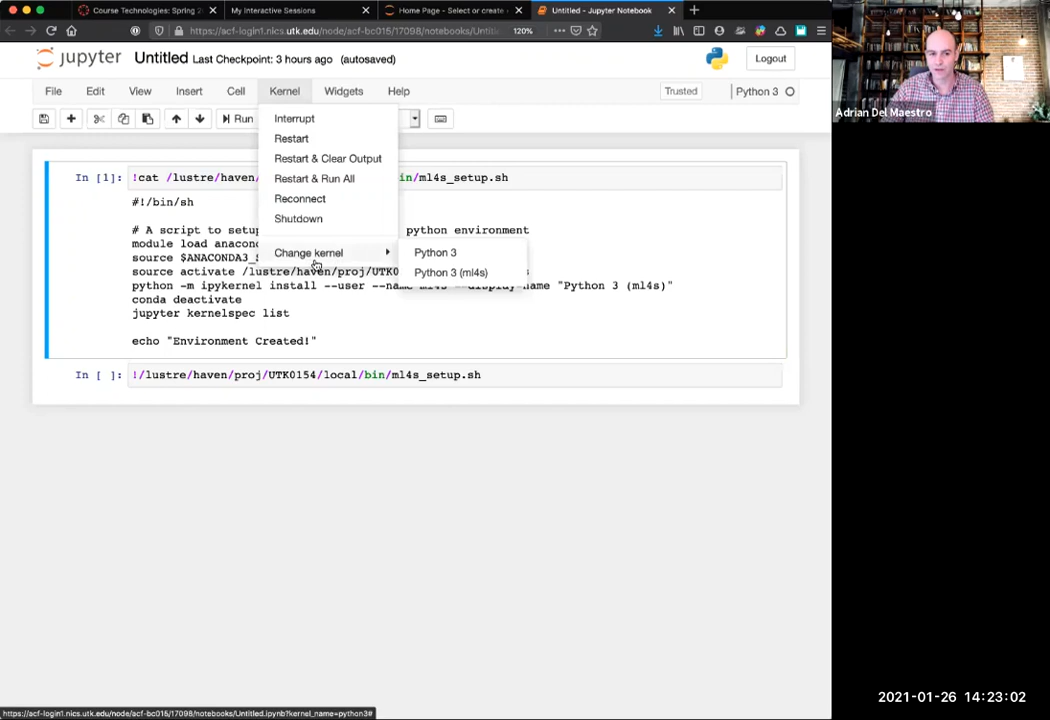 Course Technologies: Spring 2
My Interactive Sessions
Home Page - Select or create
Untitled - Jupyter Notebook
https://acf-login1.nics.utk.edu/node/acf-bc015/17098/notebooks/Untitl
120%
jupyter Untitled Last Checkpoint: 3 hours ago (autosaved)
Logout
File Edit View Insert Cell Kernel Widgets Help
Trusted Python 3
Run
Interrupt
Restart
Restart & Clear Output
Restart & Run All
Reconnect
Shutdown
Change kernel
Python 3
Python 3 (ml4s)
In [1]: !cat /lustre/haven/ in/ml4s_setup.sh
#!/bin/sh
# A script to setup python environment
module load anacon
source $ANACONDA3_S
source activate /lustre/haven/proj/UTK0 s
python -m ipykernel install --user --name ml4s --display-name "Python 3 (ml4s)"
conda deactivate
jupyter kernelspec list
echo "Environment Created!"
In [ ]: !/lustre/haven/proj/UTK0154/local/bin/ml4s_setup.sh
https://acf-login1.nics.utk.edu/node/acf-bc015/17098/notebooks/Untitled.ipynb?kernel_name=python3#
Adrian Del Maestro
2021-01-26 14:23:02